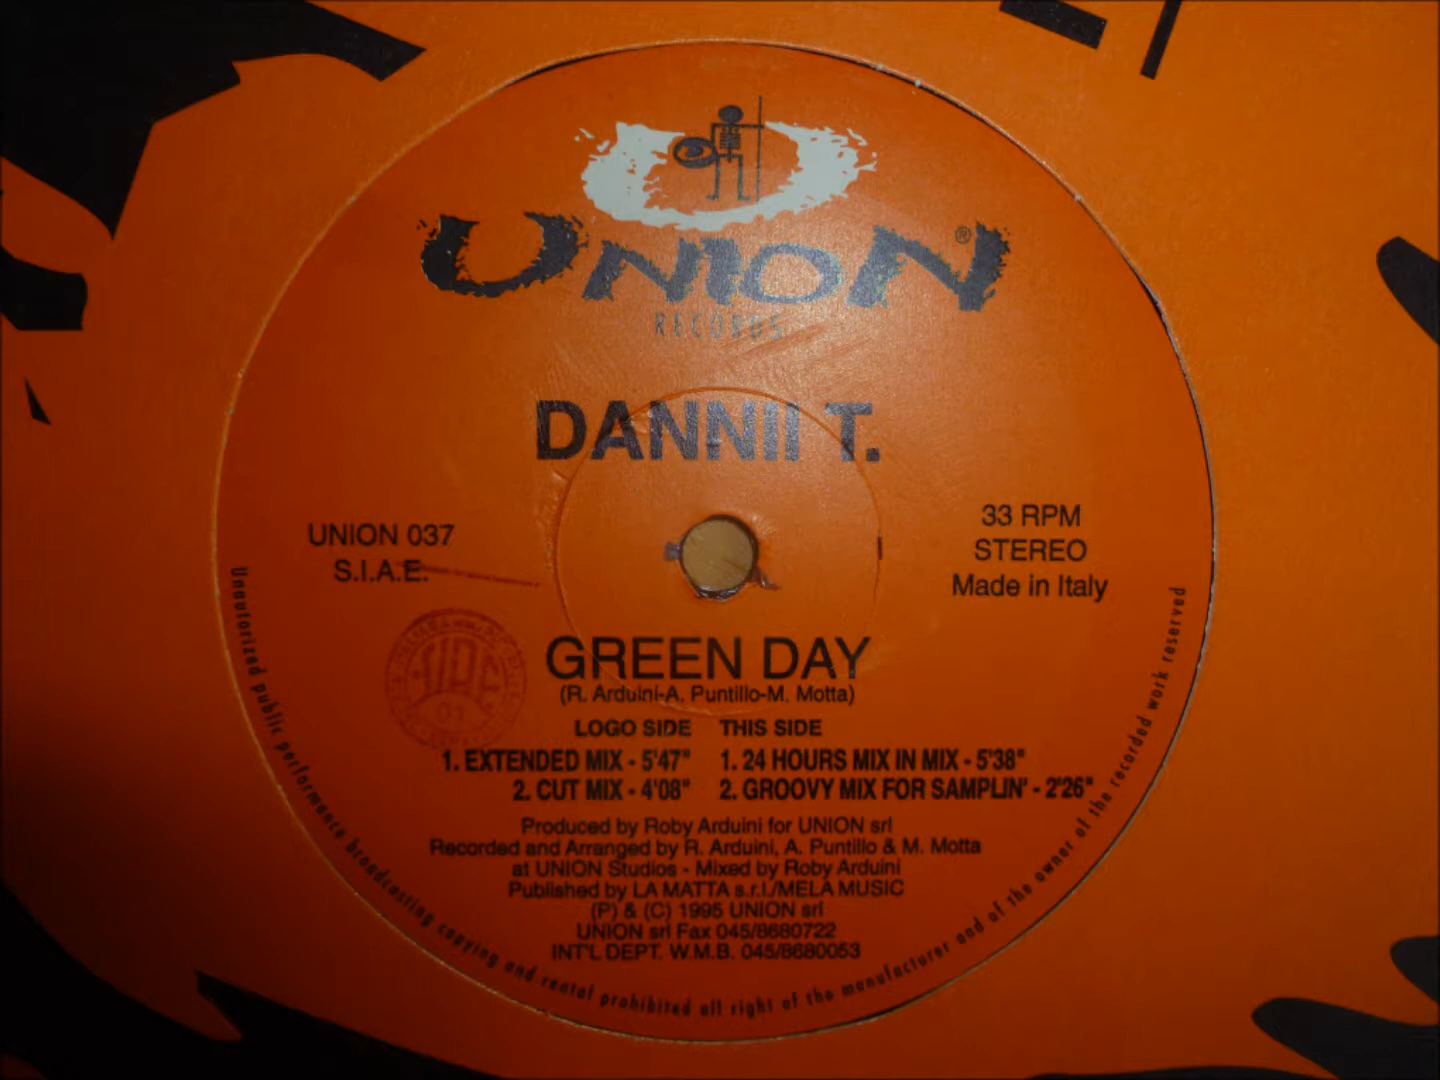 UNION
®
RECORDS
DANNII T.
UNION 037
S.I.A.E.
33 RPM
STEREO
Made in Italy
GREEN DAY
(R. Arduini-A. Puntillo-M. Motta)
LOGO SIDE THIS SIDE
1. EXTENDED MIX - 5'47" 1. 24 HOURS MIX IN MIX - 5'38"
2. CUT MIX - 4'08" 2. GROOVY MIX FOR SAMPLIN' - 2'26"
Produced by Roby Arduini for UNION srl
Recorded and Arranged by R. Arduini, A. Puntillo & M. Motta
at UNION Studios - Mixed by Roby Arduini
Published by LA MATTA s.r.l./MELA MUSIC
(P) & (C) 1995 UNION srl
UNION srl Fax 045/8680722
INT'L DEPT. W.M.B. 045/8680053
Unautorized public performance broadcasting copying and rental prohibited all right of the manufacturer and of the owner of the recorded work reserved